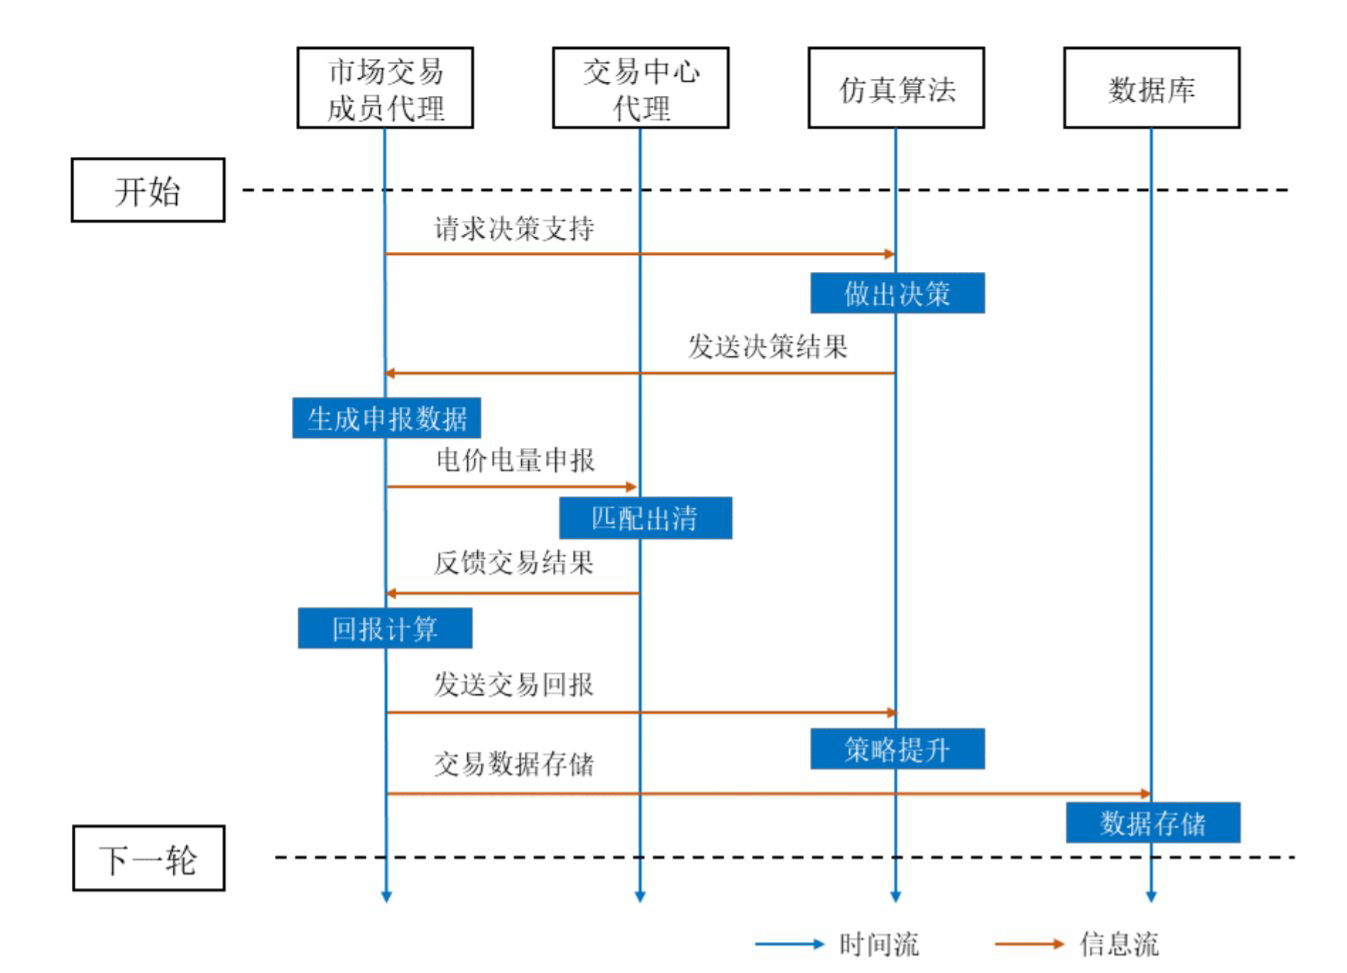 市场交易
成员代理
交易中心
代理
仿真算法
数据库
开始
请求决策支持
做出决策
发送决策结果
生成申报数据
电价电量申报
匹配出清
反馈交易结果
回报计算
发送交易回报
策略提升
交易数据存储
数据存储
下一轮
时间流
信息流